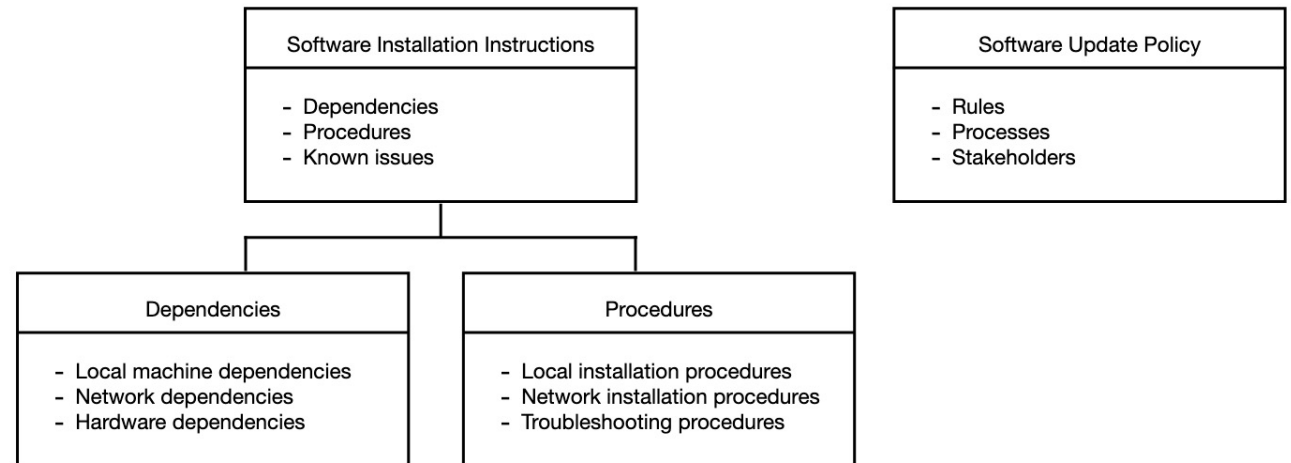 Software Installation Instructions
- Dependencies
- Procedures
- Known issues
Software Update Policy
- Rules
- Processes
- Stakeholders
Dependencies
- Local machine dependencies
- Network dependencies
- Hardware dependencies
Procedures
- Local installation procedures
- Network installation procedures
- Troubleshooting procedures